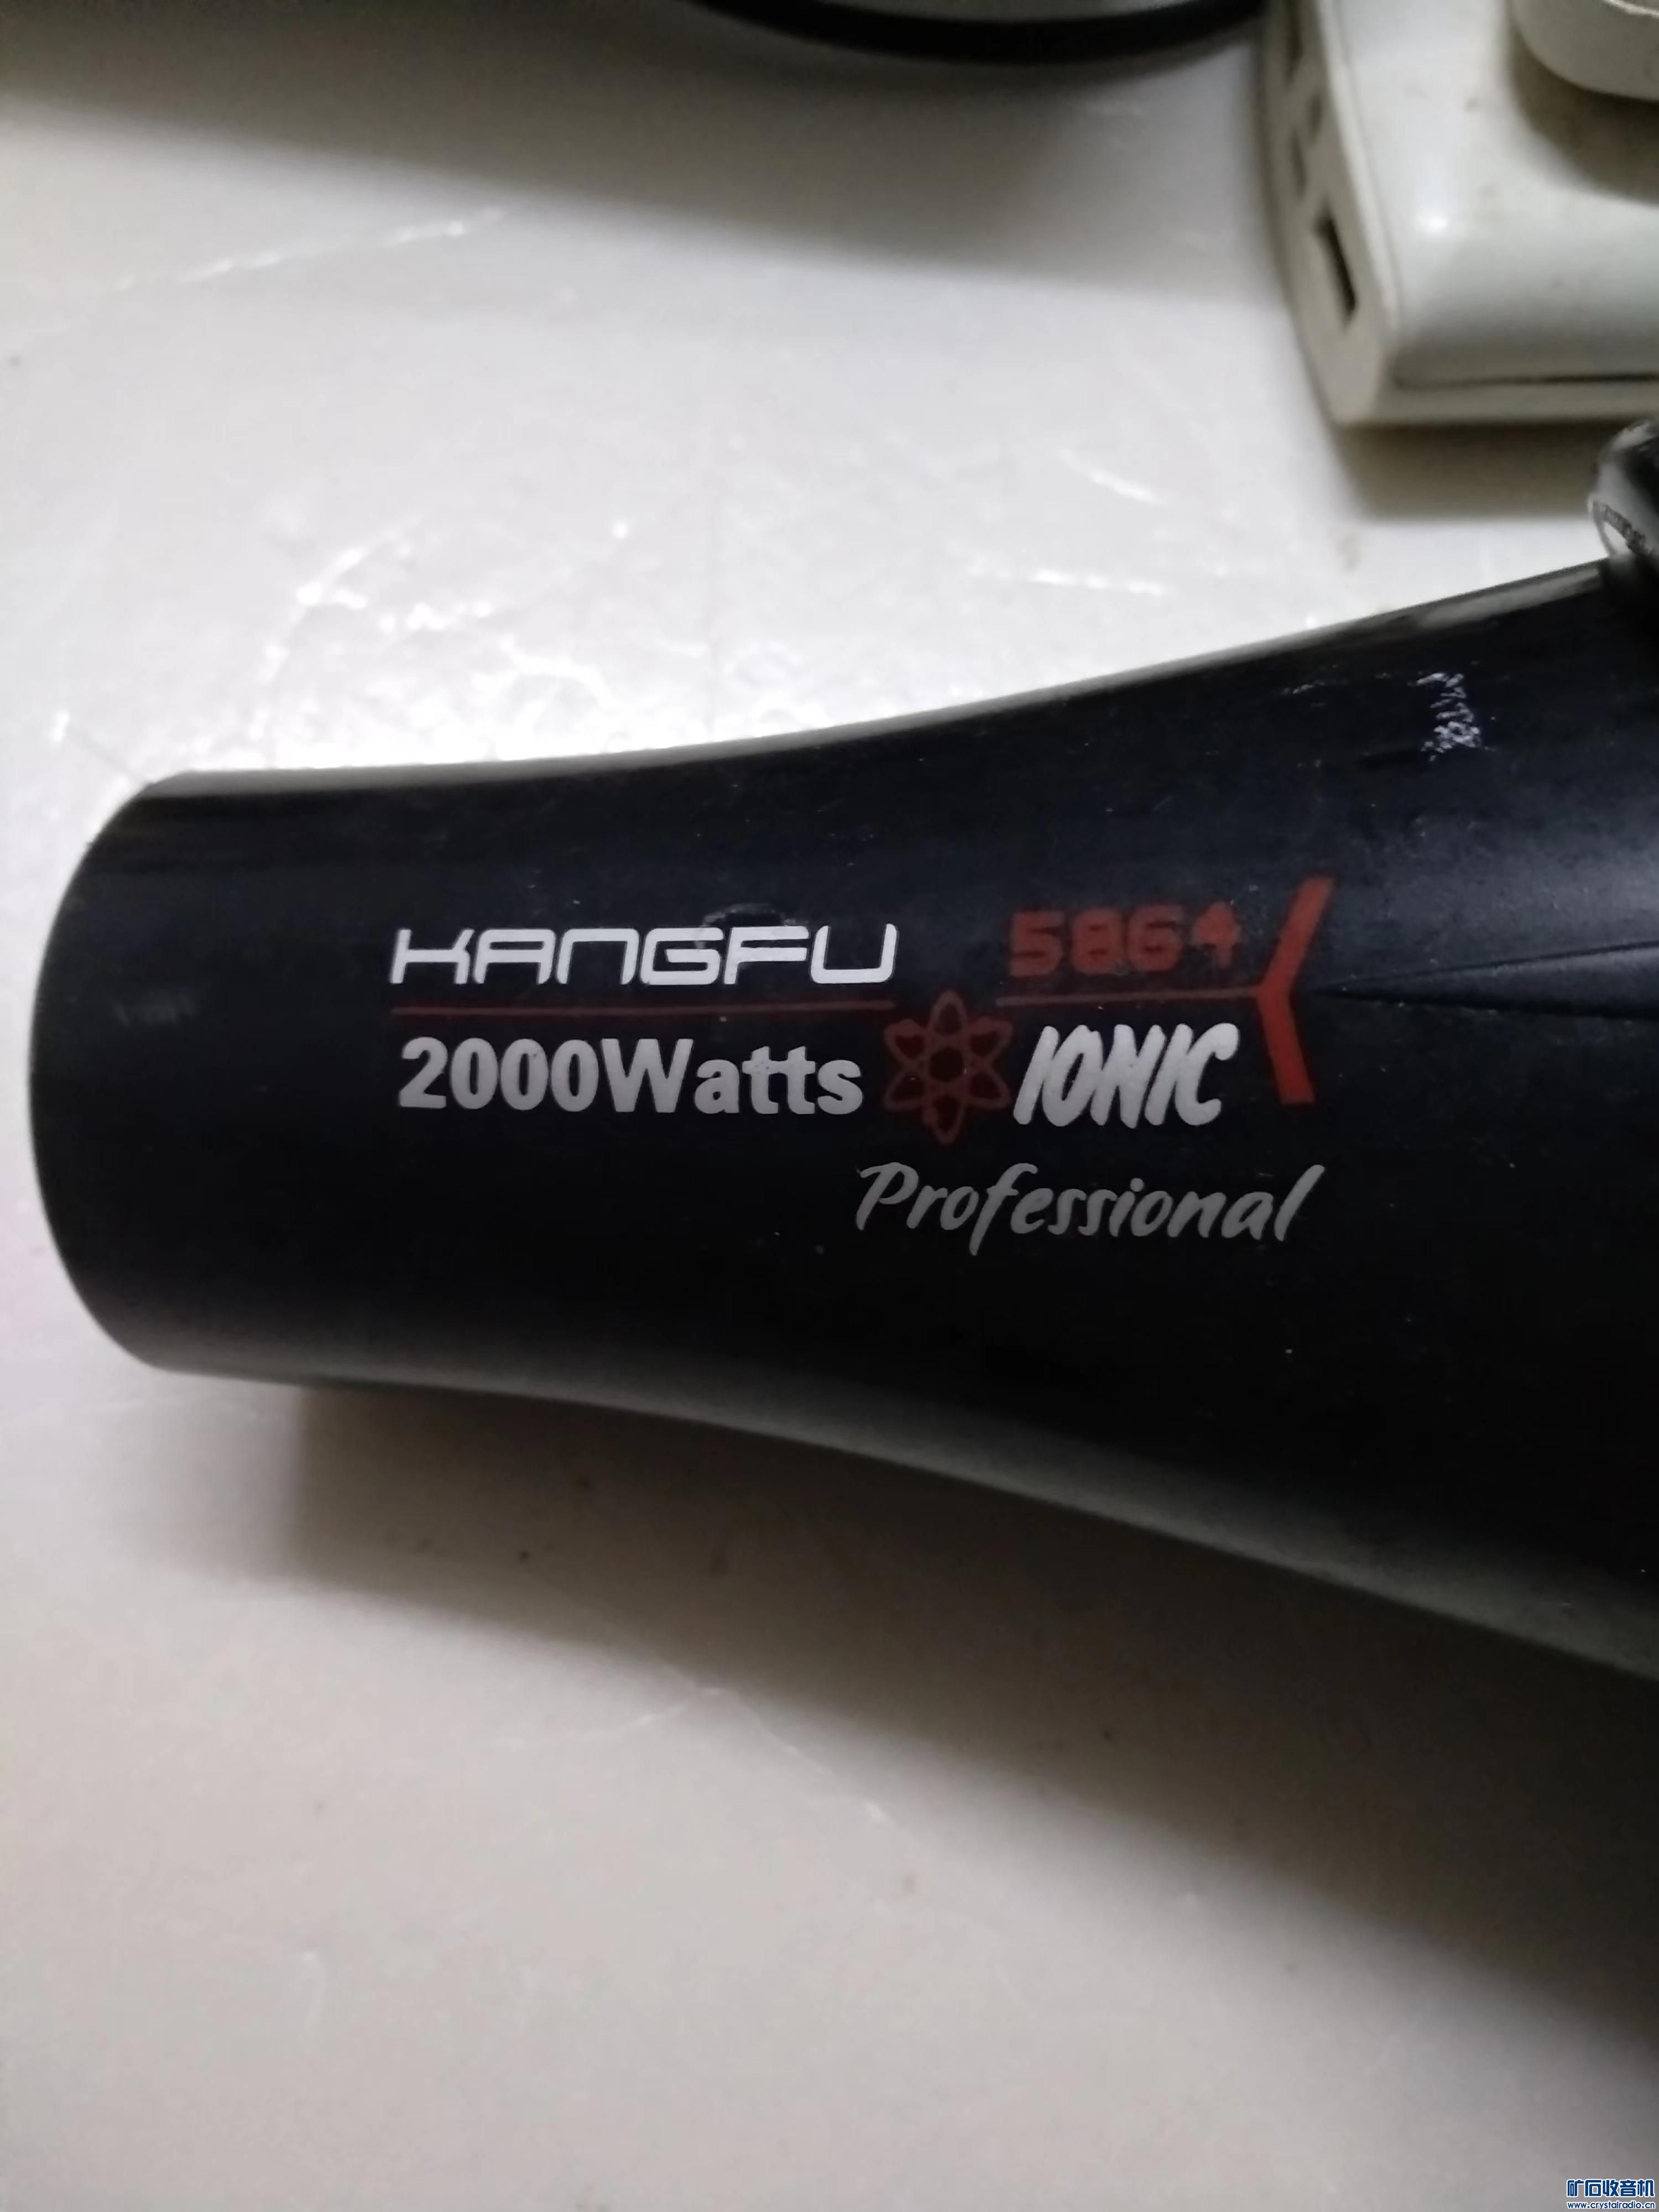 KANGFU 5864
2000Watts IONIC
Professional
矿石收音机
www.crystalradio.cn